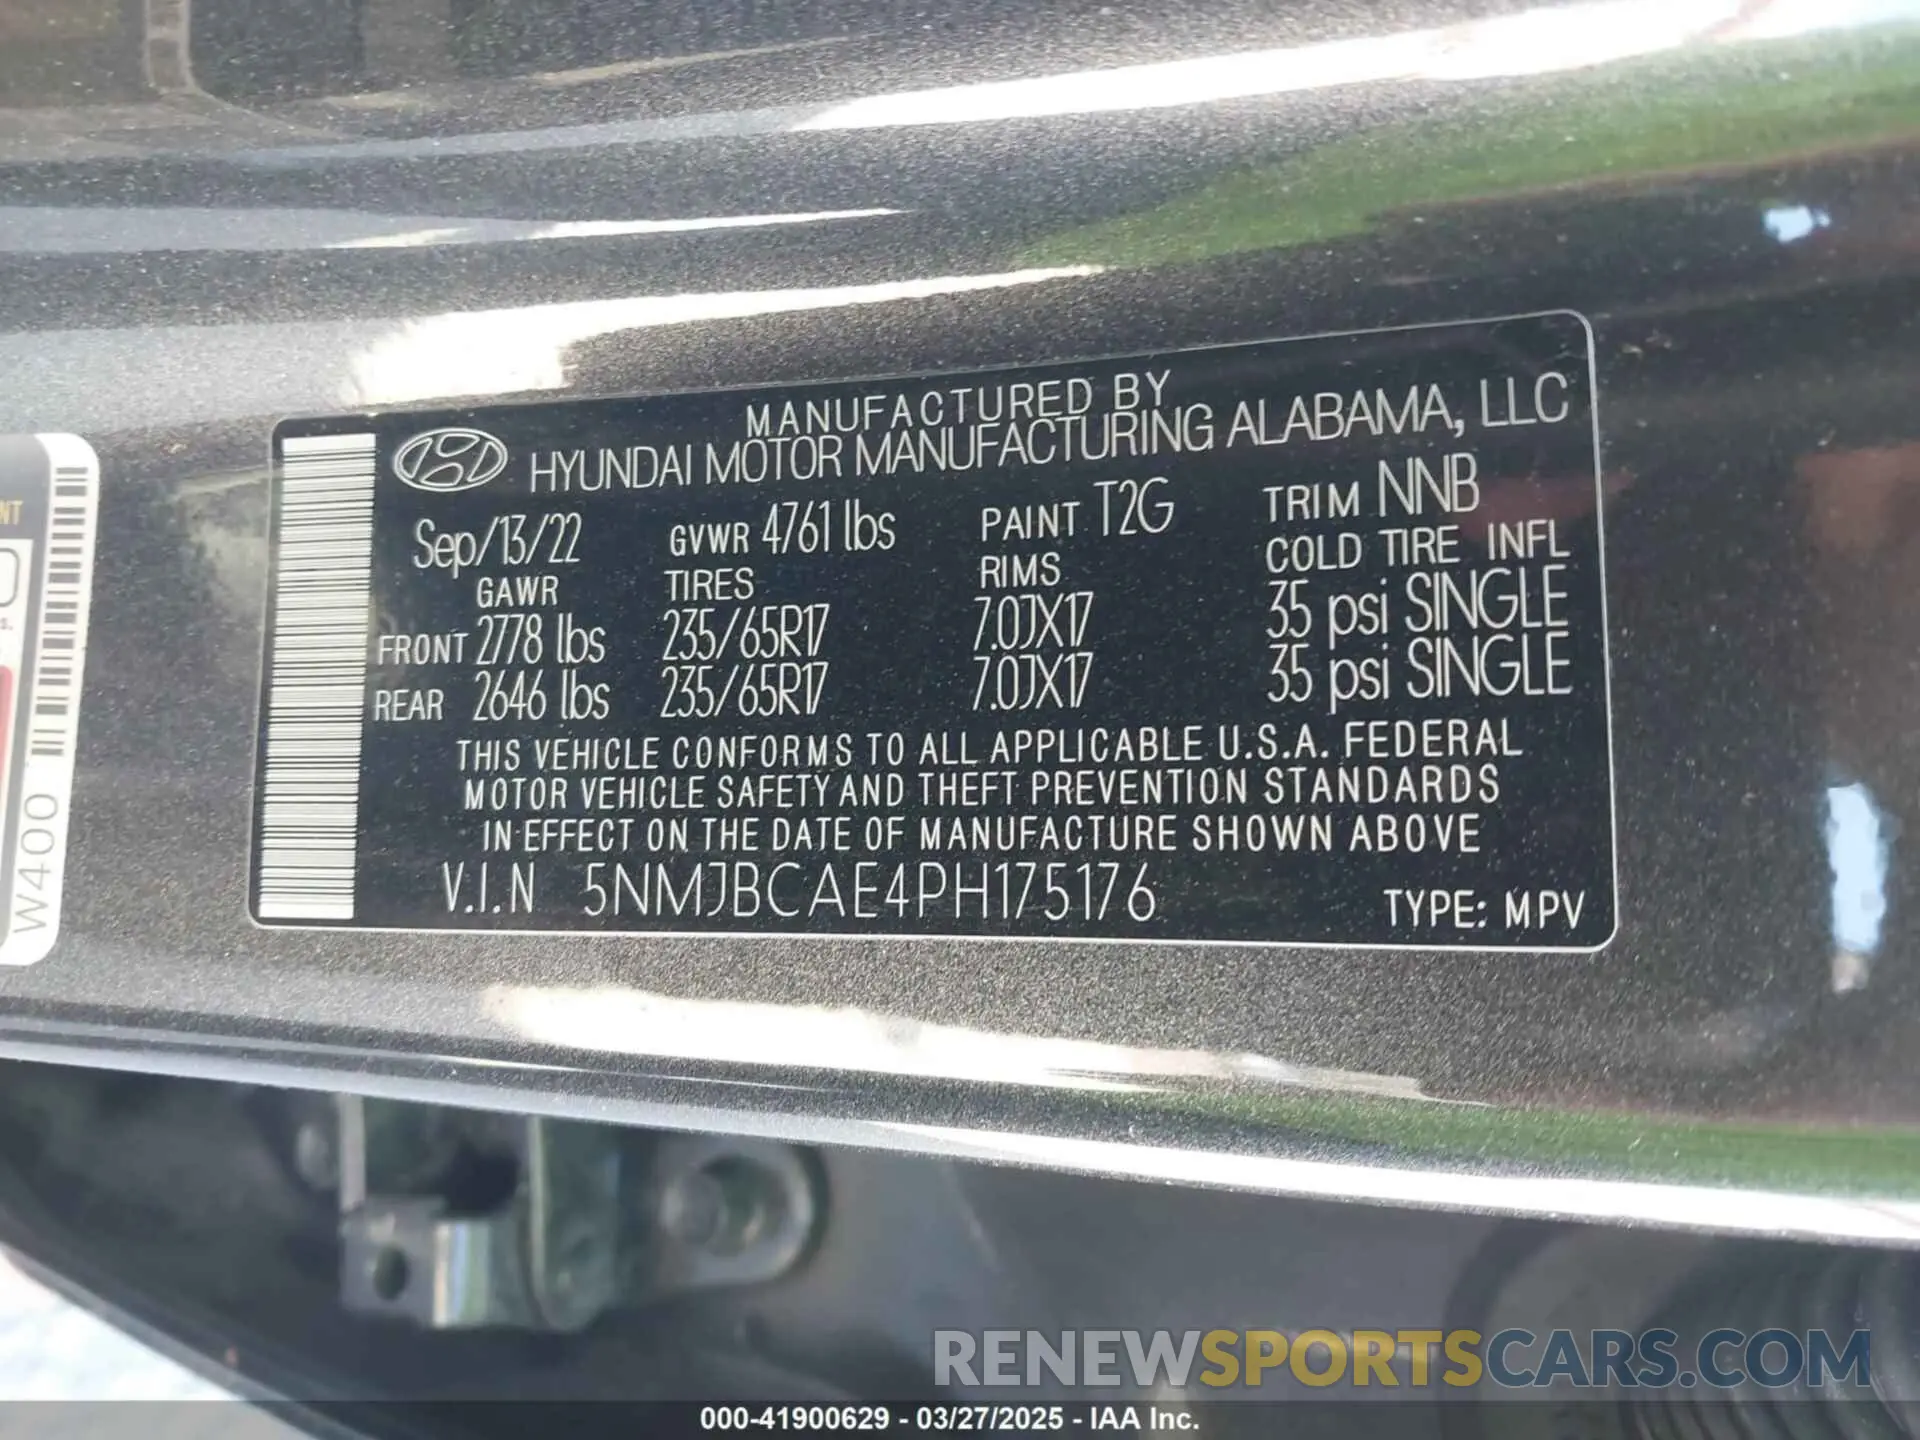 MANUFACTURED BY
HYUNDAI MOTOR MANUFACTURING ALABAMA, LLC
Sep/13/22 GVWR 4761 lbs PAINT T2G TRIM NNB
GAWR TIRES RIMS COLD TIRE INFL
FRONT 2778 lbs 235/65R17 7.0JX17 35 psi SINGLE
REAR 2646 lbs 235/65R17 7.0JX17 35 psi SINGLE
THIS VEHICLE CONFORMS TO ALL APPLICABLE U.S.A. FEDERAL
MOTOR VEHICLE SAFETY AND THEFT PREVENTION STANDARDS
IN EFFECT ON THE DATE OF MANUFACTURE SHOWN ABOVE
V.I.N 5NMJBCAE4PH175176 TYPE: MPV
W400
RENEWSPORTSCARS.COM
000-41900629 - 03/27/2025 - IAA Inc.